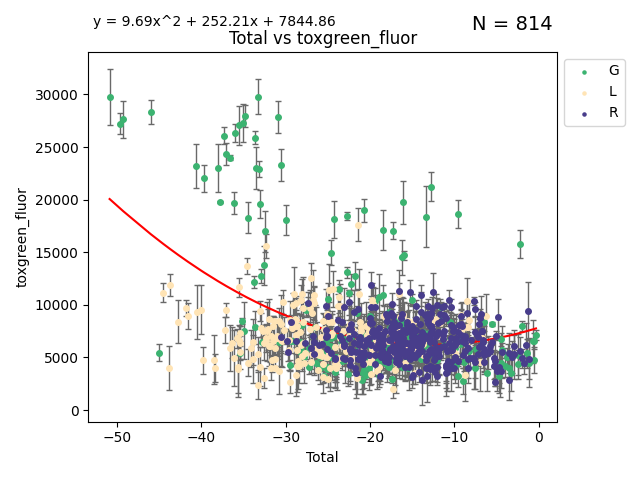 y = 9.69x^2 + 252.21x + 7844.86
N = 814
Total vs toxgreen_fluor
G
L
R
30000
25000
20000
15000
10000
5000
0
toxgreen_fluor
−50
−40
−30
−20
−10
0
Total